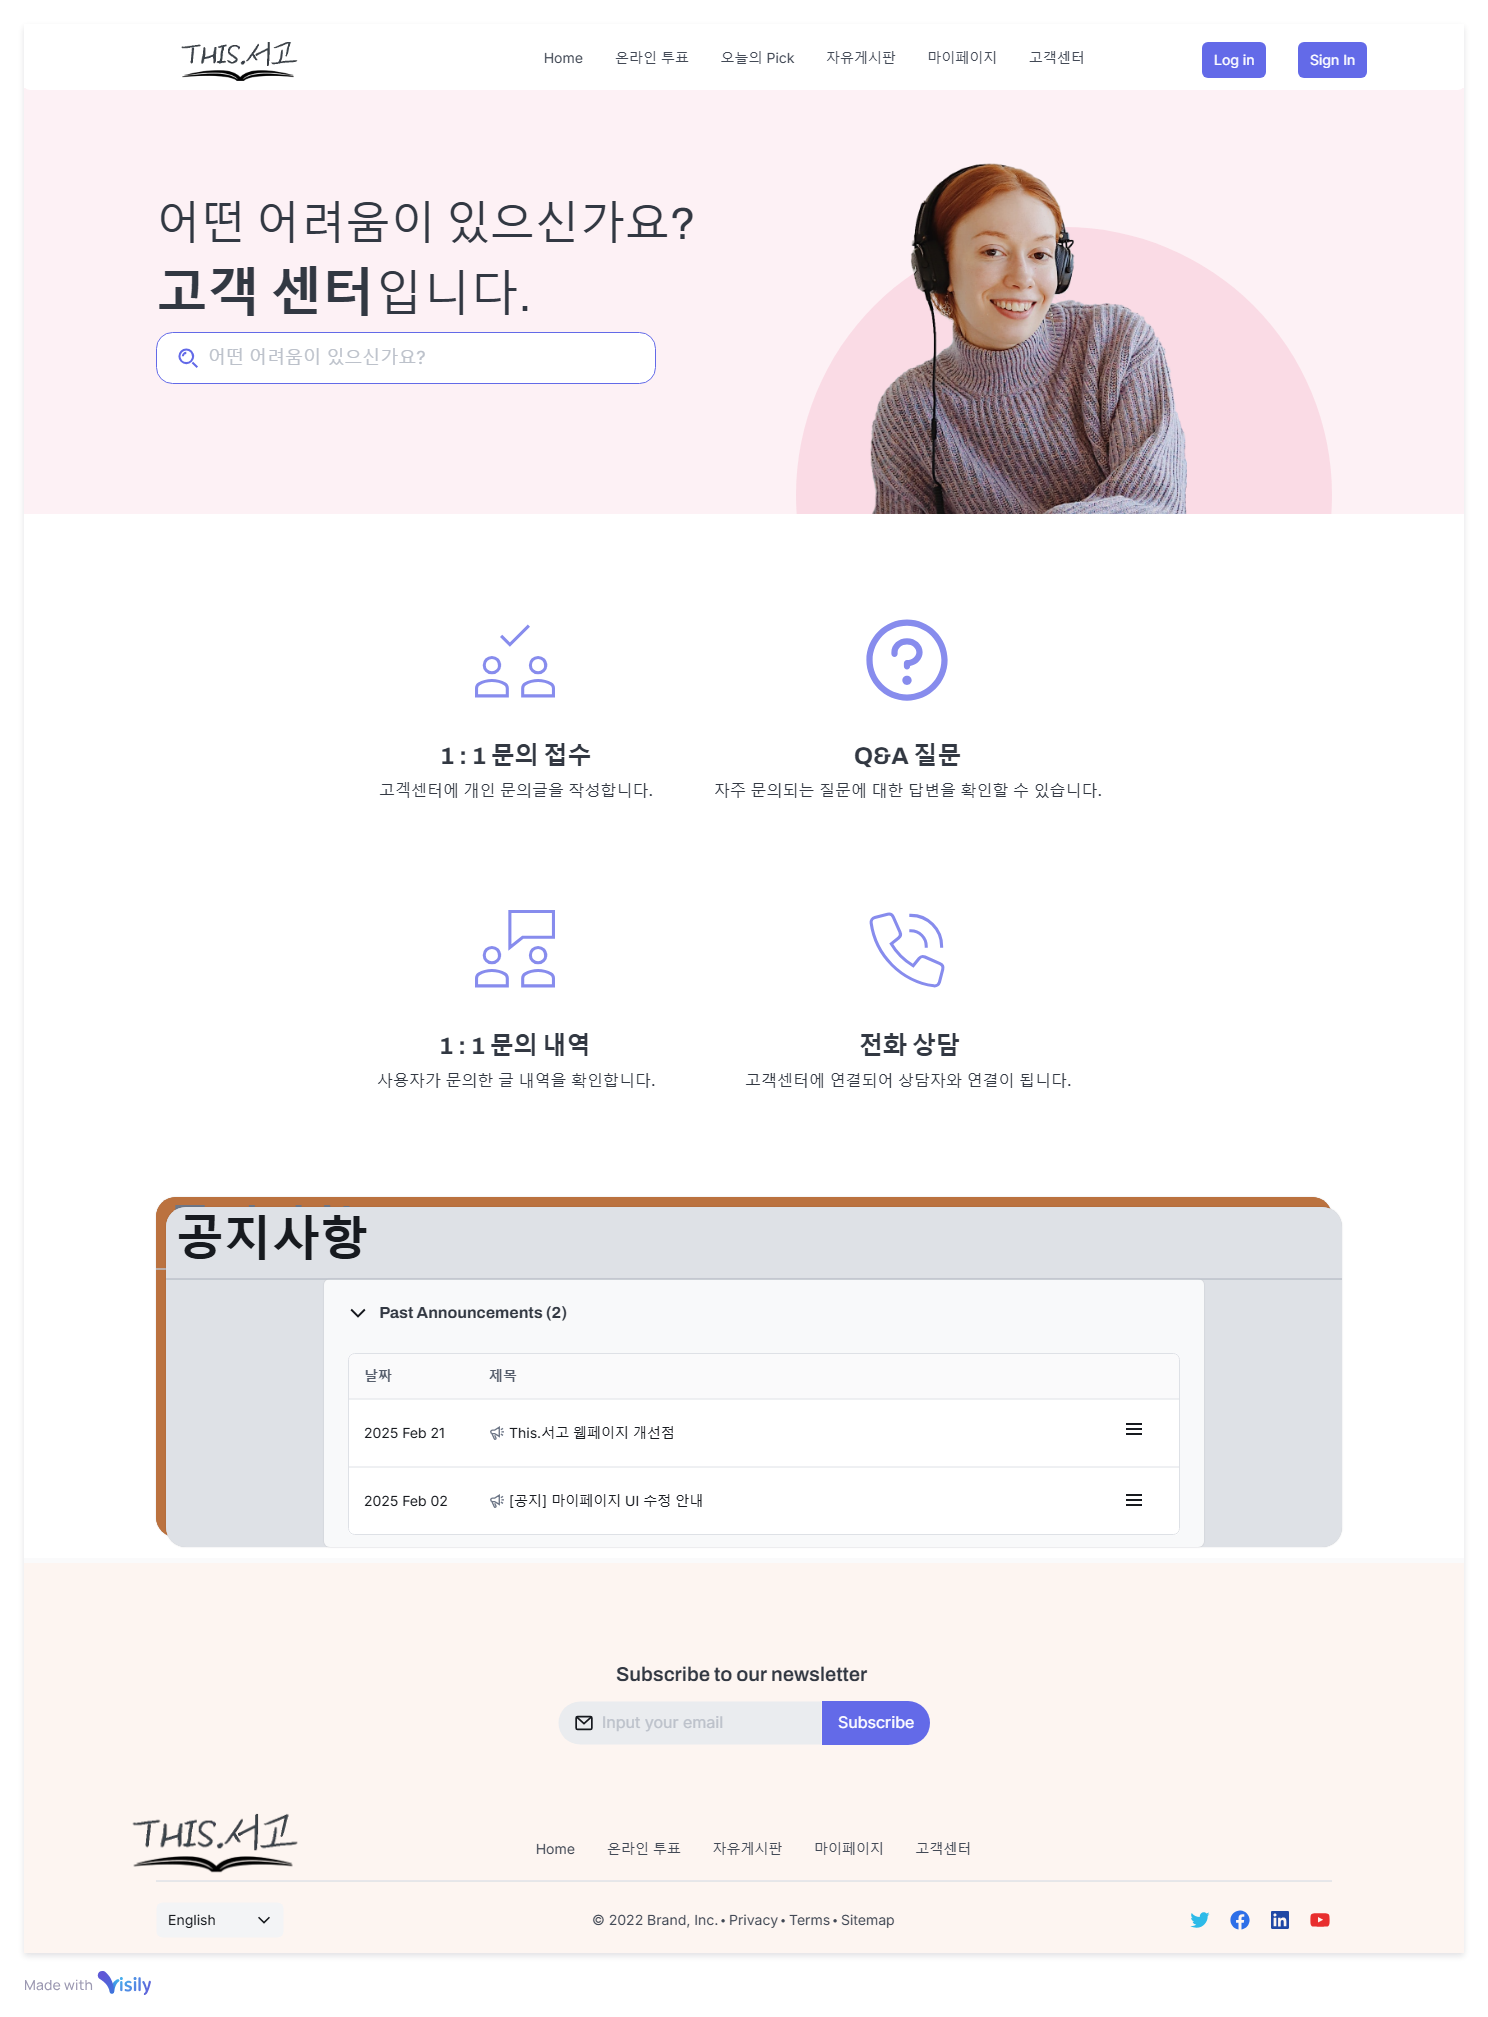 THIS.서고
Home 온라인 투표 오늘의 Pick 자유게시판 마이페이지 고객센터
Log in Sign In
어떤 어려움이 있으신가요?
고객 센터입니다.
어떤 어려움이 있으신가요?
1 : 1 문의 접수
고겍센터에 개인 문의글을 작성합니다.
Q&A 질문
자주 문의되는 질문에 대한 답변을 확인할 수 있습니다.
1 : 1 문의 내역
사용자가 문의한 글 내역을 확인합니다.
전화 상담
고객센터에 연결되어 상담자와 연결이 됩니다.
공지사항
Past Announcements (2)
날짜 제목
2025 Feb 21 This.서고 웹페이지 개선점
2025 Feb 02 [공지] 마이페이지 UI 수정 안내
Subscribe to our newsletter
Input your email Subscribe
THIS.서고
Home 온라인 투표 자유게시판 마이페이지 고객센터
English
© 2022 Brand, Inc. • Privacy • Terms • Sitemap
Made with Visily